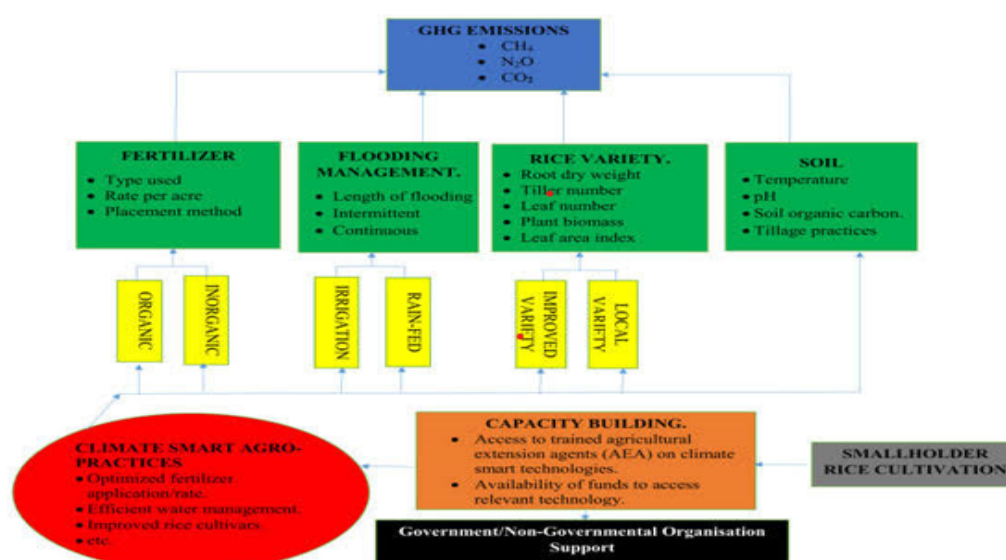 GHG EMISSIONS
• CH₄
• N₂O
• CO₂
FERTILIZER
• Type used
• Rate per acre
• Placement method
FLOODING
MANAGEMENT.
• Length of flooding
• Intermittent
• Continuous
RICE VARIETY.
• Root dry weight
• Tiller number
• Leaf number
• Plant biomass
• Leaf area index
SOIL
• Temperature
• pH
• Soil organic carbon.
• Tillage practices
ORGANIC
INORGANIC
IRRIGATION
RAIN-FED
IMPROVED
VARIETY
LOCAL
VARIETY
CLIMATE SMART AGRO-
PRACTICES
• Optimized fertilizer
application/rate.
• Efficient water management.
• Improved rice cultivars.
• etc.
CAPACITY BUILDING.
• Access to trained agricultural
extension agents (AEA) on climate
smart technologies.
• Availability of funds to access
relevant technology.
SMALLHOLDER
RICE CULTIVATION
Government/Non-Governmental Organisation
Support